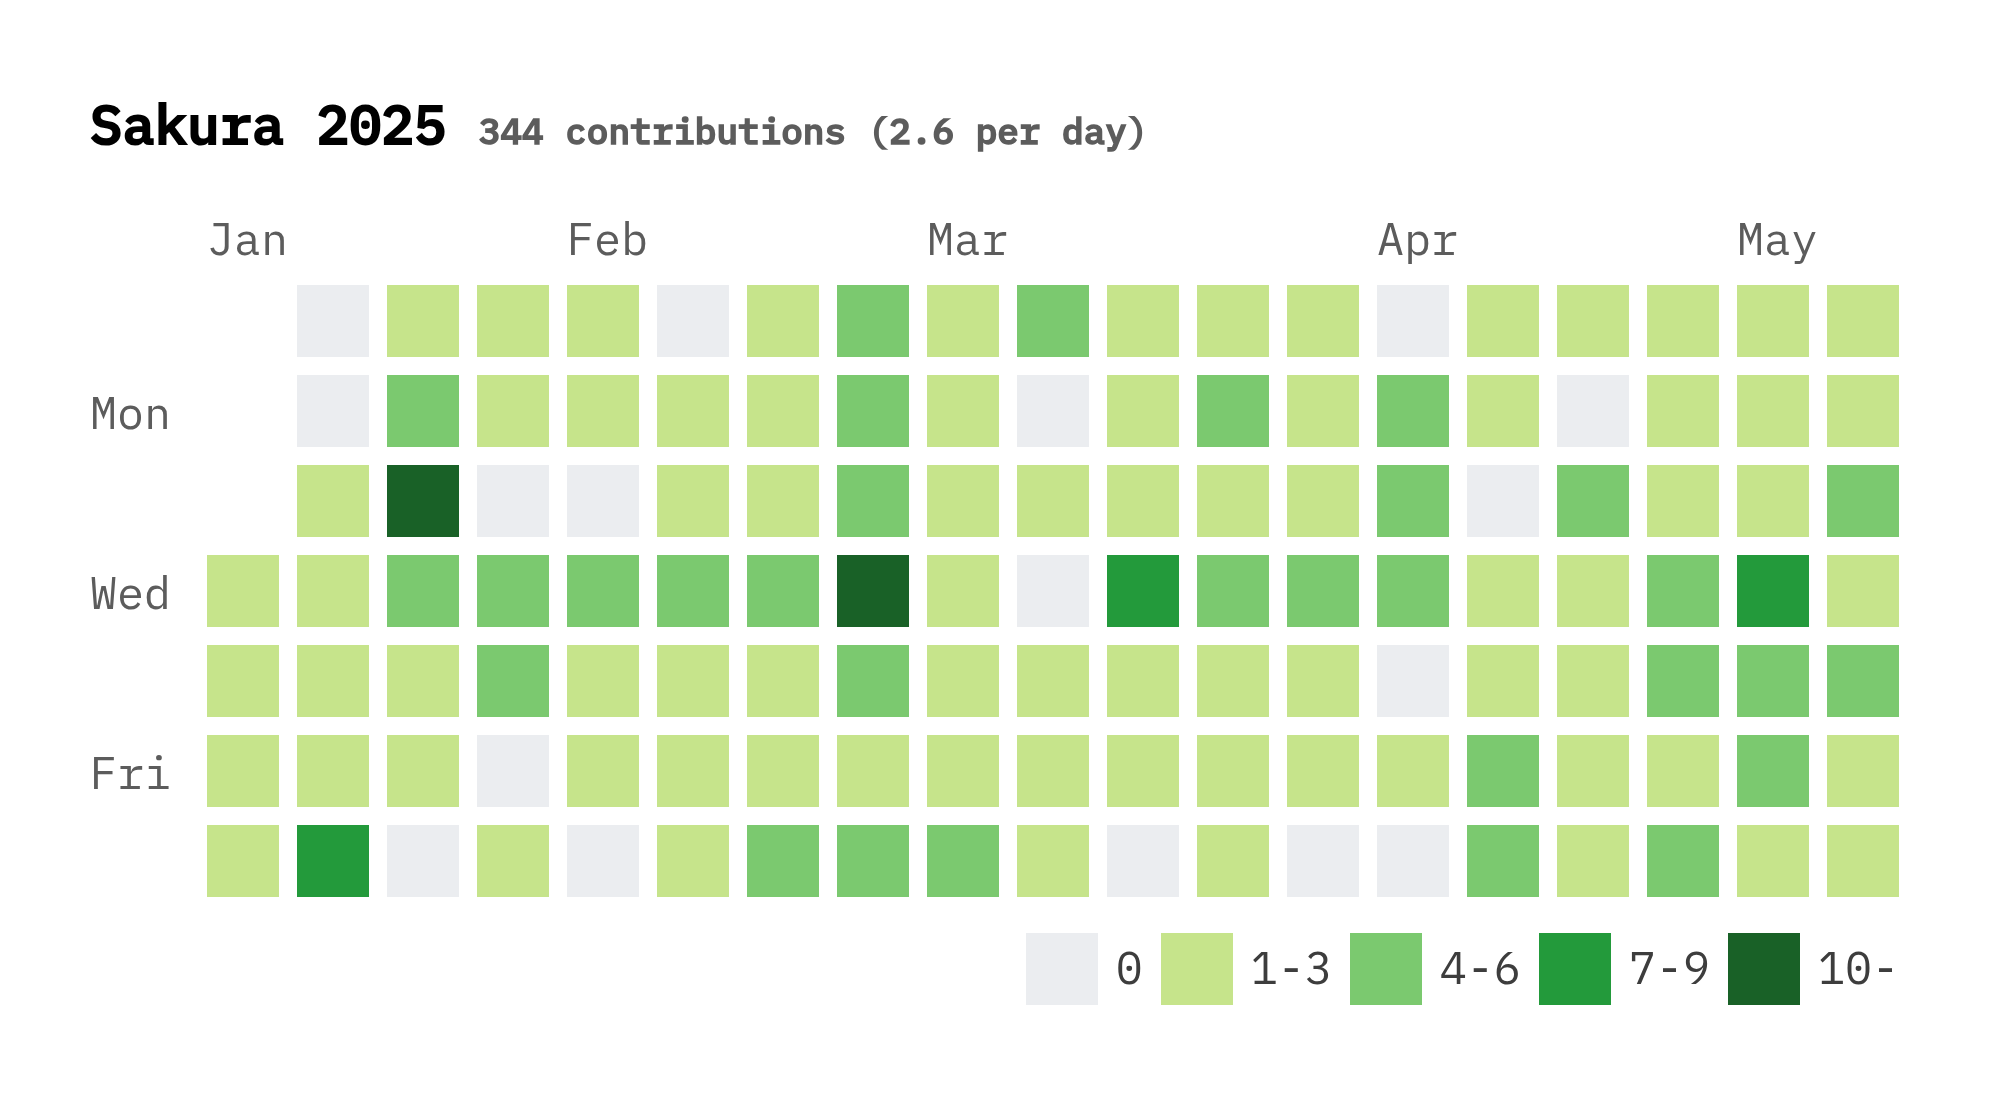 Sakura 2025 344 contributions (2.6 per day)
Jan Feb Mar Apr May
Mon
Wed
Fri
0 1-3 4-6 7-9 10-